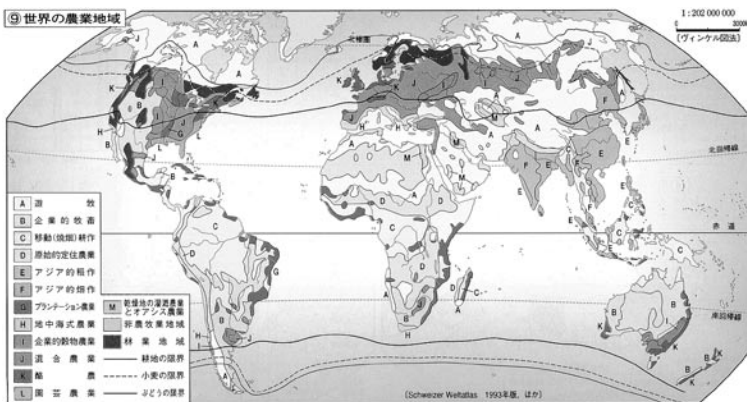 ⑨世界の農業地域
1:202 000 000
0 3000km
〔ヴィンケル図法〕
北極圏
北回帰線
赤道
南回帰線
A 遊牧
B 企業的牧畜
C 移動(焼畑)耕作
D 原始的定住農業
E アジア的稲作
F アジア的畑作
G プランテーション農業
H 地中海式農業
I 企業的穀物農業
J 混合農業
K 酪農
L 園芸農業
M 乾燥地の灌漑農業とオアシス農業
非農牧業地域
林業地域
耕地の限界
小麦の限界
ぶどうの限界
(Schweizer Weltatlas 1993年版,ほか)